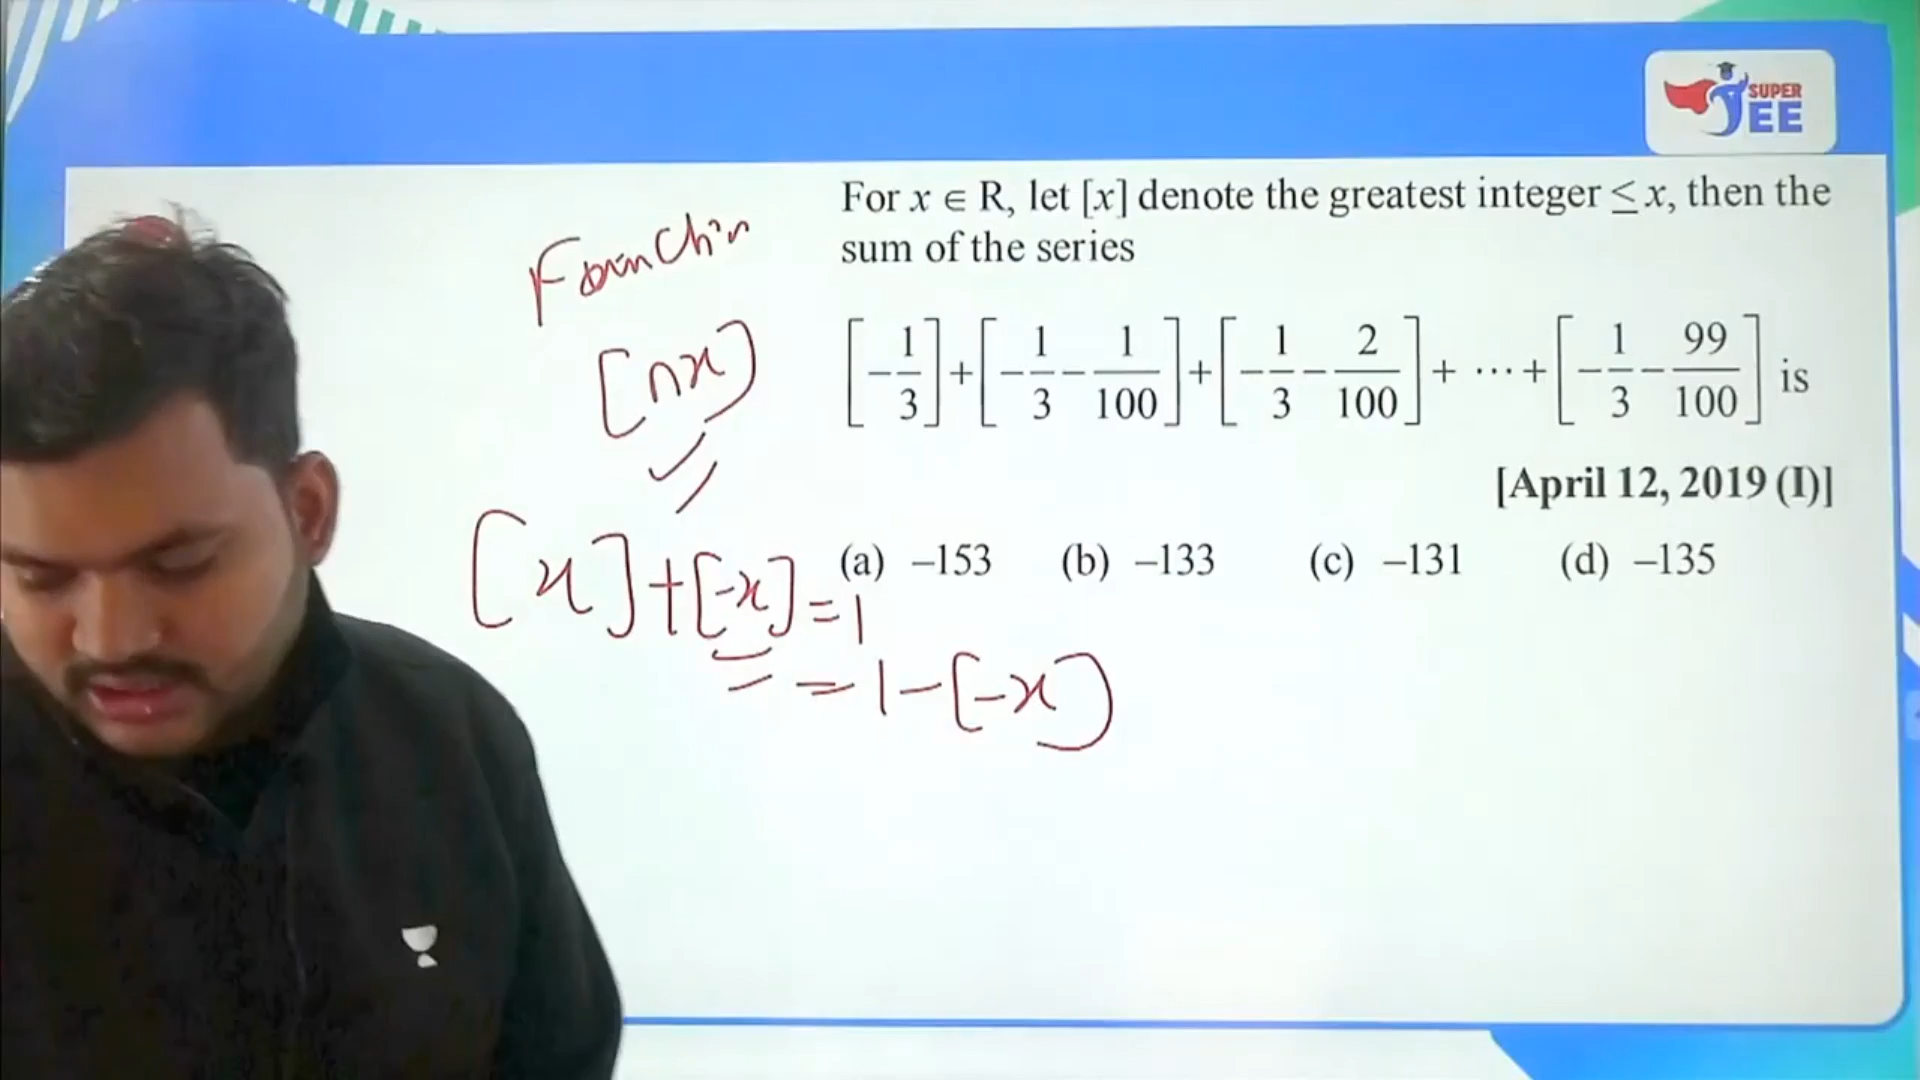 SUPER
JEE
For x ∈ R, let [x] denote the greatest integer ≤ x, then the
sum of the series
[-1/3] + [-1/3 - 1/100] + [-1/3 - 2/100] + ... + [-1/3 - 99/100] is
[April 12, 2019 (I)]
(a) –153 (b) –133 (c) –131 (d) –135
[nx)
[x] + [-x] = 1
= 1 - [-x)